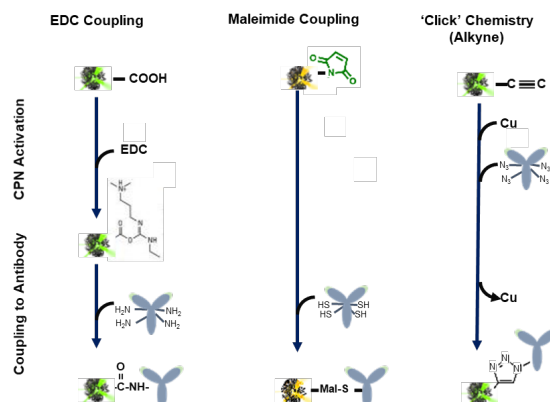 EDC Coupling
Maleimide Coupling
'Click' Chemistry
(Alkyne)
CPN Activation
Coupling to Antibody
COOH
EDC
H
N+
N
O
O
N
H
H₂N
NH₂
H₂N
NH₂
O
C-NH-
O
N
O
HS
SH
HS
SH
Mal-S
C≡C
Cu
N₃
N₃
N₃
N₃
Cu
N
N
N